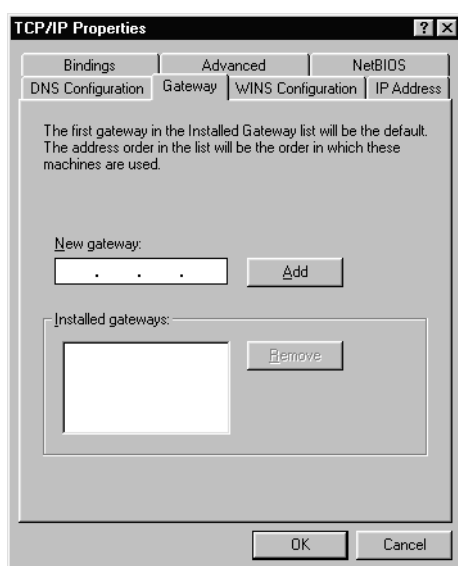 TCP/IP Properties
Bindings Advanced NetBIOS
DNS Configuration Gateway WINS Configuration IP Address
The first gateway in the Installed Gateway list will be the default.
The address order in the list will be the order in which these
machines are used.
New gateway:
. . .
Add
Installed gateways:
Remove
OK Cancel